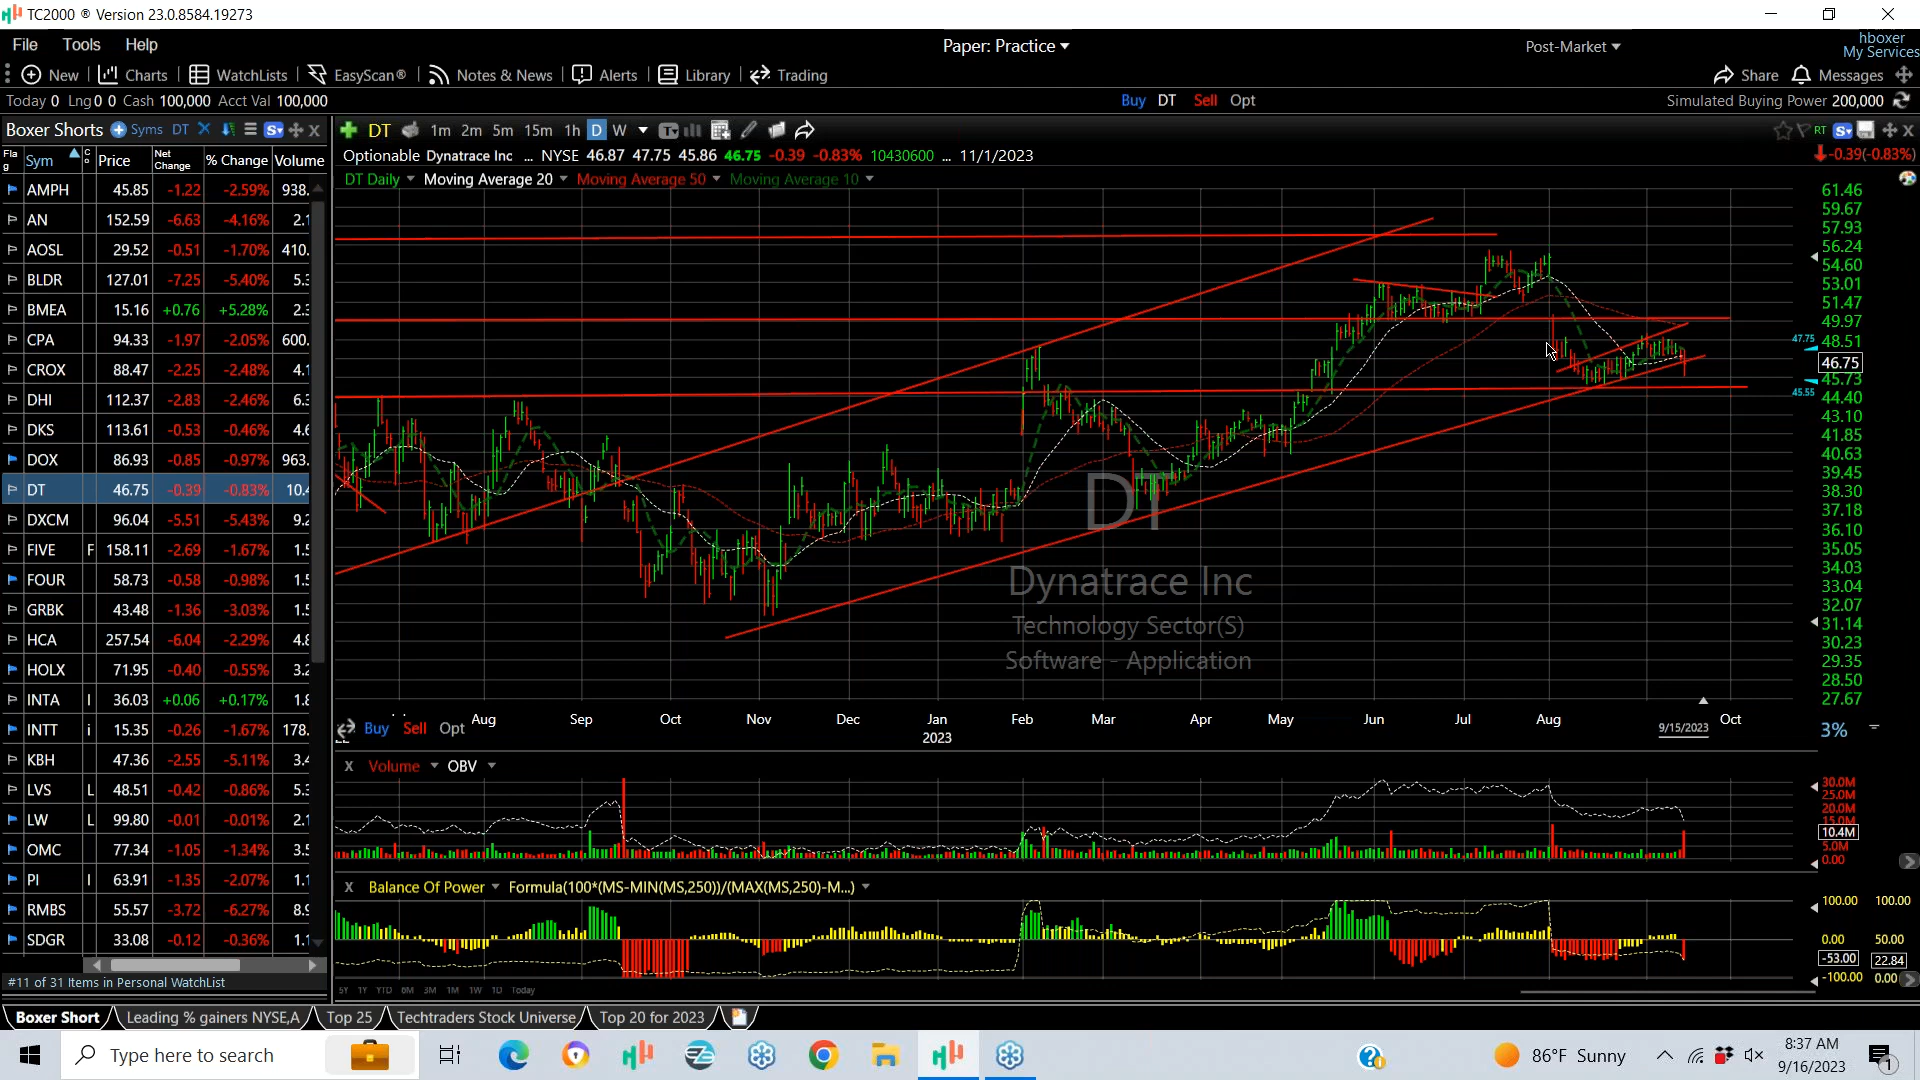 TC2000 ® Version 23.0.8584.19273
File Tools Help
Paper: Practice
Post-Market
hboxer
My Services
New Charts WatchLists EasyScan® Notes & News Alerts Library Trading
Share Messages
Today 0 Lng 0 0 Cash 100,000 Acct Val 100,000
Buy DT Sell Opt
Simulated Buying Power 200,000
Boxer Shorts Syms DT
DT 1m 2m 5m 15m 1h D W
RT
Flag Sym Co Price Net Change % Change Volume
Optionable Dynatrace Inc ... NYSE 46.87 47.75 45.86 46.75 -0.39 -0.83% 10430600 ... 11/1/2023
-0.39(-0.83%)
DT Daily Moving Average 20 Moving Average 50 Moving Average 10
AMPH 45.85 -1.22 -2.59% 938.
AN 152.59 -6.63 -4.16% 2.1
AOSL 29.52 -0.51 -1.70% 410.
BLDR 127.01 -7.25 -5.40% 5.3
BMEA 15.16 +0.76 +5.28% 2.3
CPA 94.33 -1.97 -2.05% 600.
CROX 88.47 -2.25 -2.48% 4.1
DHI 112.37 -2.83 -2.46% 6.3
DKS 113.61 -0.53 -0.46% 4.6
DOX 86.93 -0.85 -0.97% 963.
DT 46.75 -0.39 -0.83% 10.4
DXCM 96.04 -5.51 -5.43% 9.2
FIVE F 158.11 -2.69 -1.67% 1.5
FOUR 58.73 -0.58 -0.98% 1.5
GRBK 43.48 -1.36 -3.03% 1.5
HCA 257.54 -6.04 -2.29% 4.8
HOLX 71.95 -0.40 -0.55% 3.2
INTA I 36.03 +0.06 +0.17% 1.8
INTT i 15.35 -0.26 -1.67% 178.
KBH 47.36 -2.55 -5.11% 3.4
LVS L 48.51 -0.42 -0.86% 5.3
LW L 99.80 -0.01 -0.01% 2.1
OMC 77.34 -1.05 -1.34% 3.5
PI I 63.91 -1.35 -2.07% 1.1
RMBS 55.57 -3.72 -6.27% 8.9
SDGR 33.08 -0.12 -0.36% 1.1
#11 of 31 Items in Personal WatchList
61.46
59.67
57.93
56.24
54.60
53.01
51.47
49.97
47.75 48.51
46.75
45.73
45.55 44.40
43.10
41.85
40.63
39.45
38.30
37.18
36.10
35.05
34.03
33.04
32.07
31.14
30.23
29.35
28.50
27.67
DT
Dynatrace Inc
Technology Sector(S)
Software - Application
Aug Sep Oct Nov Dec Jan Feb Mar Apr May Jun Jul Aug 9/15/2023 Oct
2023
Buy Sell Opt
3%
X Volume OBV
30.0M
25.0M
20.0M
15.0M
10.4M
5.0M
0.00
X Balance Of Power Formula(100*(MS-MIN(MS,250))/(MAX(MS,250)-M...)
100.00 100.00
0.00 50.00
-53.00 22.84
-100.00 0.00
5Y 1Y YTD 6M 3M 1M 1W 1D Today
Boxer Short Leading % gainers NYSE,A Top 25 Techtraders Stock Universe Top 20 for 2023
Type here to search
86°F Sunny
8:37 AM
9/16/2023
1